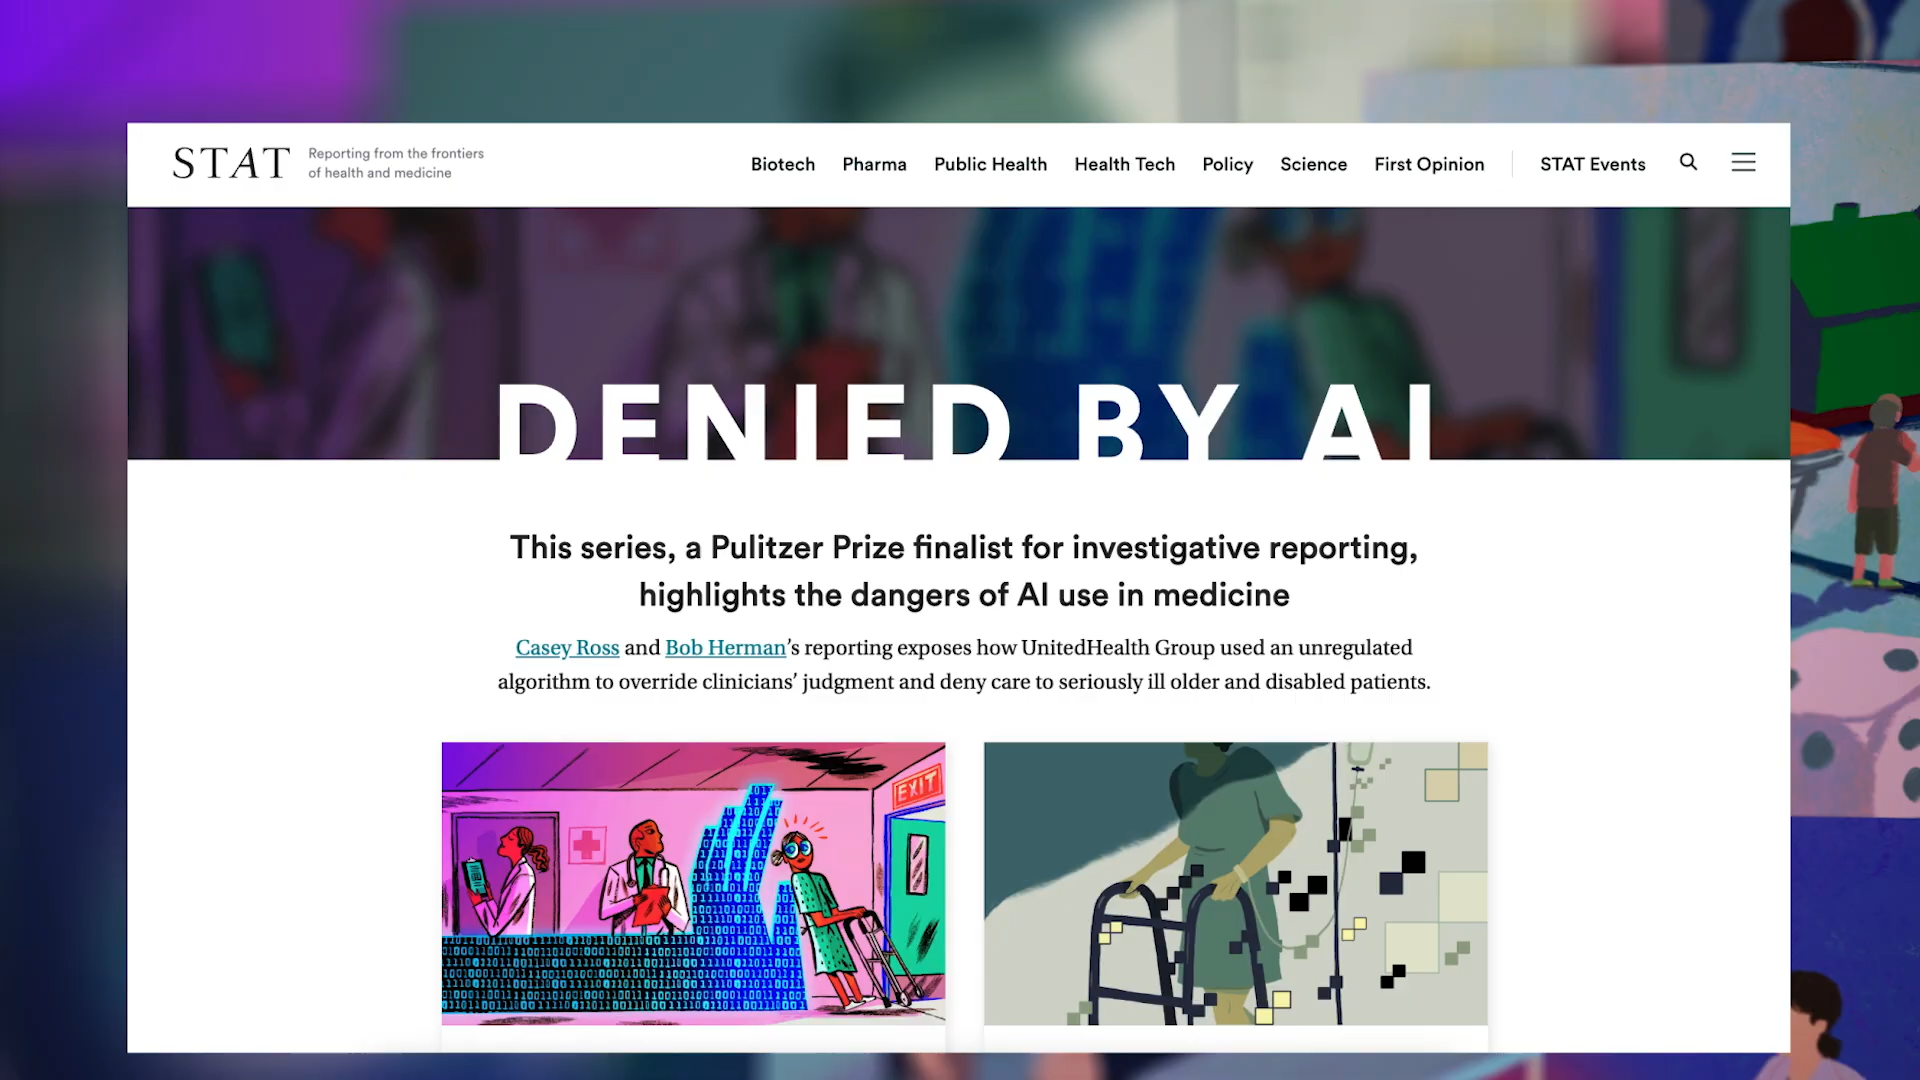 STAT
Reporting from the frontiers
of health and medicine
Biotech Pharma Public Health Health Tech Policy Science First Opinion STAT Events
DENIED BY AI
This series, a Pulitzer Prize finalist for investigative reporting,
highlights the dangers of AI use in medicine
Casey Ross and Bob Herman’s reporting exposes how UnitedHealth Group used an unregulated
algorithm to override clinicians’ judgment and deny care to seriously ill older and disabled patients.
EXIT